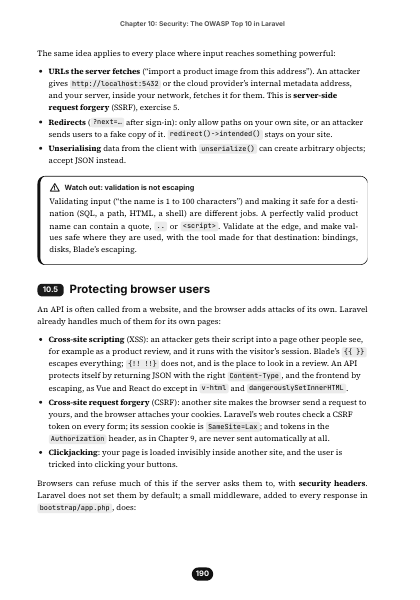 Chapter 10: Security: The OWASP Top 10 in Laravel
The same idea applies to every place where input reaches something powerful:
• URLs the server fetches (“import a product image from this address”). An attacker
gives http://localhost:5432 or the cloud provider’s internal metadata address,
and your server, inside your network, fetches it for them. This is server-side
request forgery (SSRF), exercise 5.
• Redirects ( ?next=… after sign-in): only allow paths on your own site, or an attacker
sends users to a fake copy of it. redirect()->intended() stays on your site.
• Unserialising data from the client with unserialize() can create arbitrary objects;
accept JSON instead.
Watch out: validation is not escaping
Validating input (“the name is 1 to 100 characters”) and making it safe for a desti-
nation (SQL, a path, HTML, a shell) are different jobs. A perfectly valid product
name can contain a quote, .. or <script>. Validate at the edge, and make val-
ues safe where they are used, with the tool made for that destination: bindings,
disks, Blade’s escaping.
10.5 Protecting browser users
An API is often called from a website, and the browser adds attacks of its own. Laravel
already handles much of them for its own pages:
• Cross-site scripting (XSS): an attacker gets their script into a page other people see,
for example as a product review, and it runs with the visitor’s session. Blade’s {{ }}
escapes everything; {!! !!} does not, and is the place to look in a review. An API
protects itself by returning JSON with the right Content-Type, and the frontend by
escaping, as Vue and React do except in v-html and dangerouslySetInnerHTML.
• Cross-site request forgery (CSRF): another site makes the browser send a request to
yours, and the browser attaches your cookies. Laravel’s web routes check a CSRF
token on every form; its session cookie is SameSite=Lax; and tokens in the
Authorization header, as in Chapter 9, are never sent automatically at all.
• Clickjacking: your page is loaded invisibly inside another site, and the user is
tricked into clicking your buttons.
Browsers can refuse much of this if the server asks them to, with security headers.
Laravel does not set them by default; a small middleware, added to every response in
bootstrap/app.php, does:
190